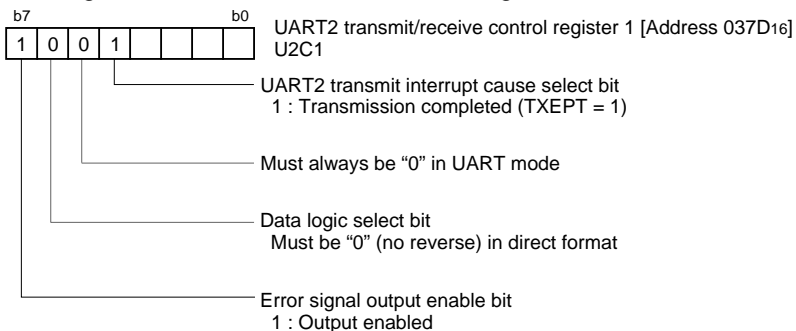 b7 b0
UART2 transmit/receive control register 1 [Address 037D16]
1 0 0 1
U2C1
UART2 transmit interrupt cause select bit
1 : Transmission completed (TXEPT = 1)
Must always be “0” in UART mode
Data logic select bit
Must be “0” (no reverse) in direct format
Error signal output enable bit
1 : Output enabled